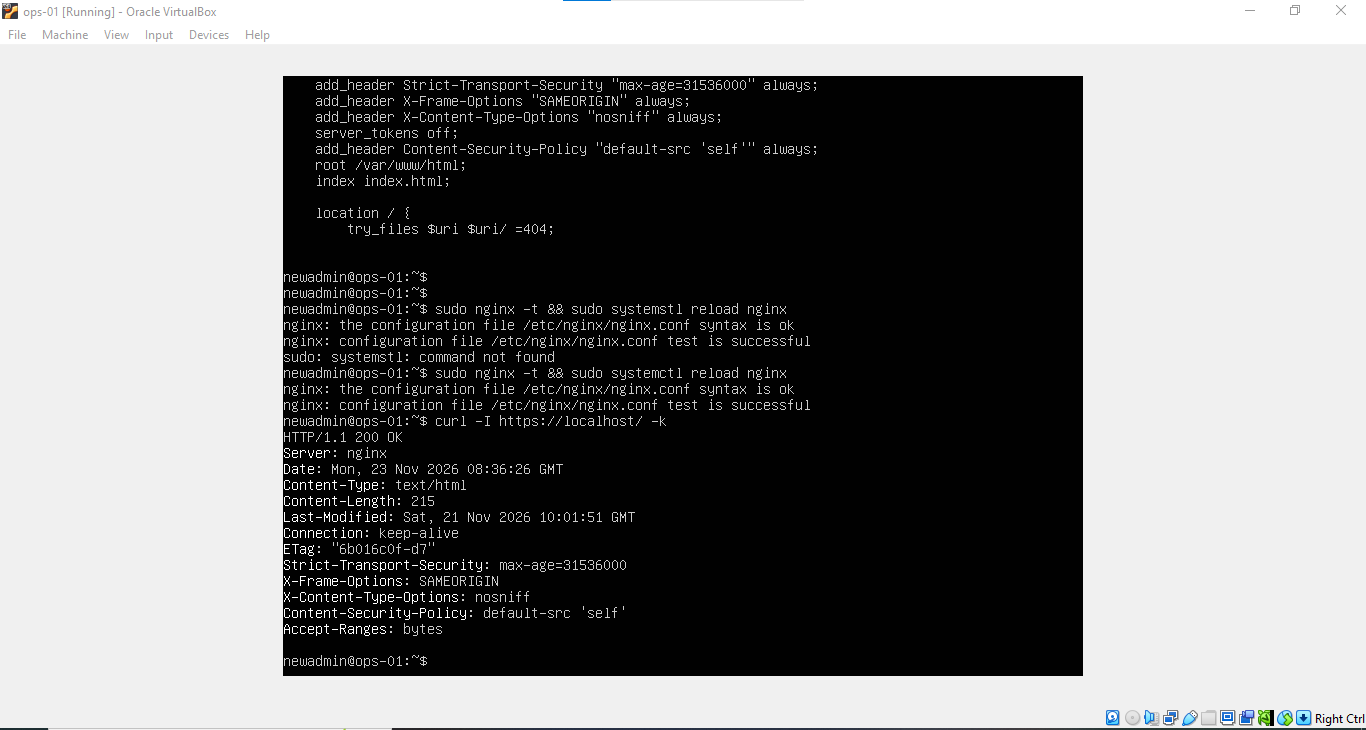 ops-01 [Running] - Oracle VirtualBox
File Machine View Input Devices Help
add_header Strict-Transport-Security "max-age=31536000" always;
add_header X-Frame-Options "SAMEORIGIN" always;
add_header X-Content-Type-Options "nosniff" always;
server_tokens off;
add_header Content-Security-Policy "default-src 'self'" always;
root /var/www/html;
index index.html;
location / {
try_files $uri $uri/ =404;
newadmin@ops-01:~$
newadmin@ops-01:~$
newadmin@ops-01:~$ sudo nginx -t && sudo systemstl reload nginx
nginx: the configuration file /etc/nginx/nginx.conf syntax is ok
nginx: configuration file /etc/nginx/nginx.conf test is successful
sudo: systemstl: command not found
newadmin@ops-01:~$ sudo nginx -t && sudo systemctl reload nginx
nginx: the configuration file /etc/nginx/nginx.conf syntax is ok
nginx: configuration file /etc/nginx/nginx.conf test is successful
newadmin@ops-01:~$ curl -I https://localhost/ -k
HTTP/1.1 200 OK
Server: nginx
Date: Mon, 23 Nov 2026 08:36:26 GMT
Content-Type: text/html
Content-Length: 215
Last-Modified: Sat, 21 Nov 2026 10:01:51 GMT
Connection: keep-alive
ETag: "6b016c0f-d7"
Strict-Transport-Security: max-age=31536000
X-Frame-Options: SAMEORIGIN
X-Content-Type-Options: nosniff
Content-Security-Policy: default-src 'self'
Accept-Ranges: bytes
newadmin@ops-01:~$
Right Ctrl